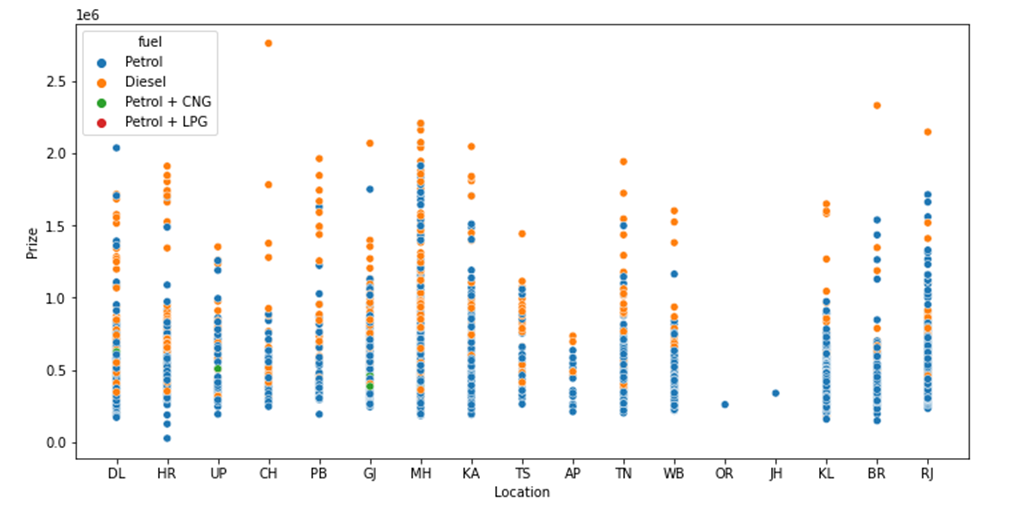 1e6
fuel
Petrol
Diesel
Petrol + CNG
Petrol + LPG
2.5
2.0
1.5
1.0
0.5
0.0
Prize
DL HR UP CH PB GJ MH KA TS AP TN WB OR JH KL BR RJ
Location